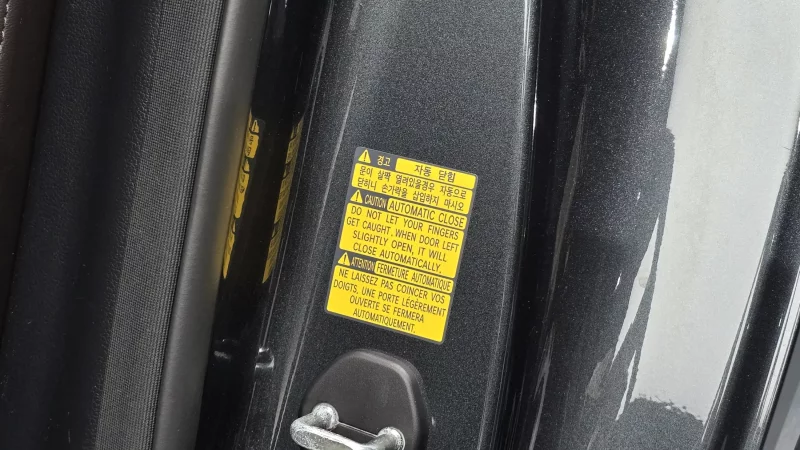 경고 자동 닫힘
문이 살짝 열려있을경우 자동으로
닫히니 손가락을 삽입하지 마시오
CAUTION AUTOMATIC CLOSE
DO NOT LET YOUR FINGERS
GET CAUGHT. WHEN DOOR LEFT
SLIGHTLY OPEN, IT WILL
CLOSE AUTOMATICALLY.
ATTENTION FERMETURE AUTOMATIQUE
NE LAISSEZ PAS COINCER VOS
DOIGTS. UNE PORTE LÉGÈREMENT
OUVERTE SE FERMERA
AUTOMATIQUEMENT.